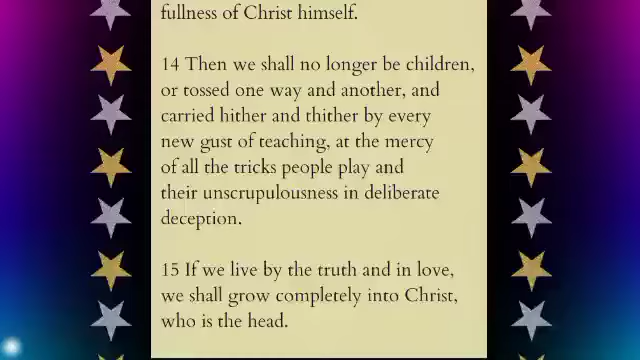 fullness of Christ himself.
14 Then we shall no longer be children,
or tossed one way and another, and
carried hither and thither by every
new gust of teaching, at the mercy
of all the tricks people play and
their unscrupulousness in deliberate
deception.
15 If we live by the truth and in love,
we shall grow completely into Christ,
who is the head.